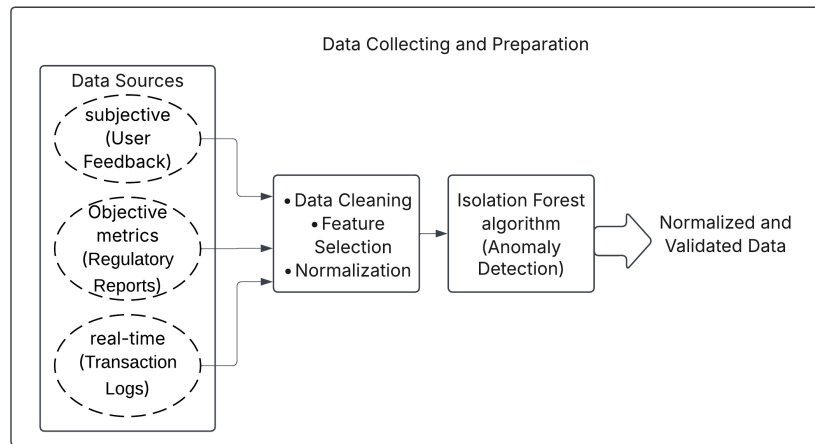 Data Collecting and Preparation
Data Sources
subjective
(User
Feedback)
Objective
metrics
(Regulatory
Reports)
real-time
(Transaction
Logs)
•Data Cleaning
•Feature
Selection
•Normalization
Isolation Forest
algorithm
(Anomaly
Detection)
Normalized and
Validated Data